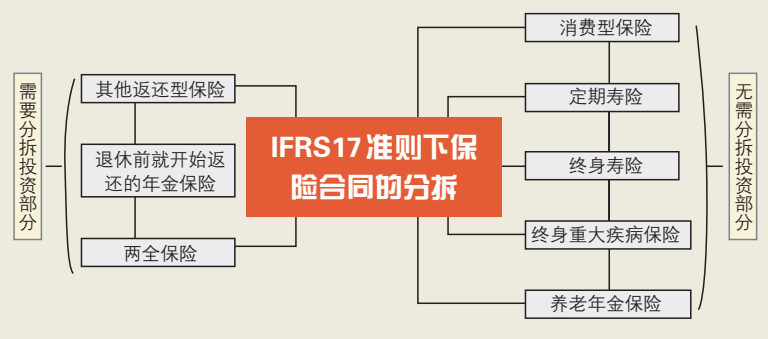 需要分拆投资部分
其他返还型保险
退休前就开始返
还的年金保险
两全保险
IFRS17准则下保
险合同的分拆
消费型保险
定期寿险
终身寿险
终身重大疾病保险
养老年金保险
无需分拆投资部分